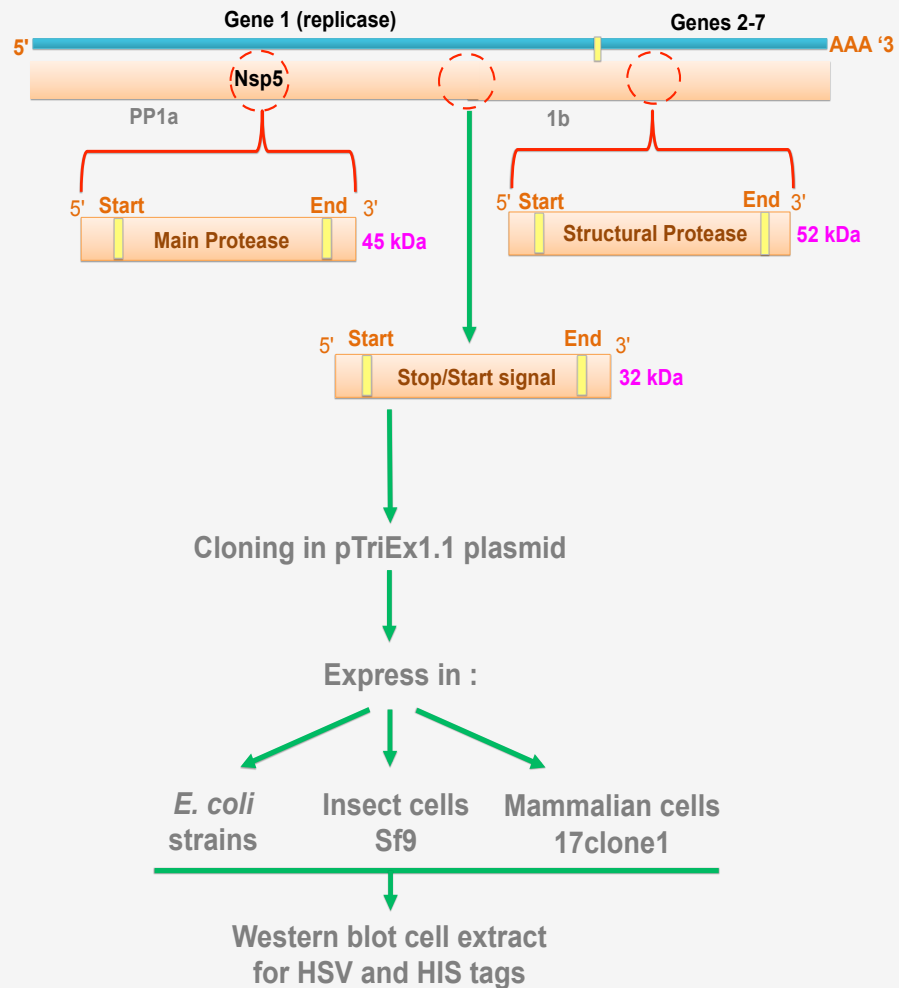 Gene 1 (replicase)
Genes 2-7
5'
AAA ‘3
Nsp5
PP1a
1b
5' Start End 3'
Main Protease
45 kDa
5' Start End 3'
Structural Protease
52 kDa
5' Start End 3'
Stop/Start signal
32 kDa
Cloning in pTriEx1.1 plasmid
Express in :
E. coli
strains
Insect cells
Sf9
Mammalian cells
17clone1
Western blot cell extract
for HSV and HIS tags